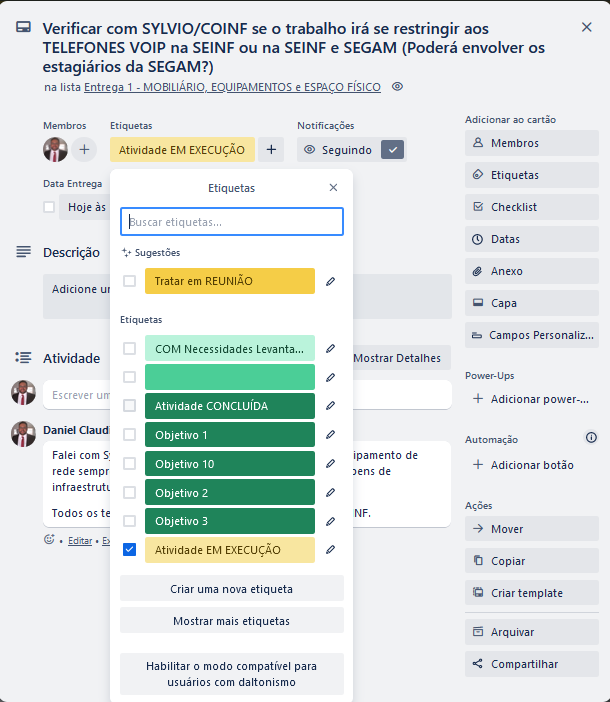 Verificar com SYLVIO/COINF se o trabalho irá se restringir aos
TELEFONES VOIP na SEINF ou na SEINF e SEGAM (Poderá envolver os
estagiários da SEGAM?)
na lista Entrega 1 - MOBILIÁRIO, EQUIPAMENTOS e ESPAÇO FÍSICO
Membros
Etiquetas
Notificações
Atividade EM EXECUÇÃO
Seguindo
Data Entrega
Hoje às
Descrição
Adicione um
Atividade
Mostrar Detalhes
Escrever um
Daniel Claudi
Falei com Sy
ipamento de
rede sempr
bens de
infraestrutu
Todos os te
NF.
Editar • Ex
Etiquetas
Buscar etiquetas...
Sugestões
Tratar em REUNIÃO
Etiquetas
COM Necessidades Levanta...
Atividade CONCLUÍDA
Objetivo 1
Objetivo 10
Objetivo 2
Objetivo 3
Atividade EM EXECUÇÃO
Criar uma nova etiqueta
Mostrar mais etiquetas
Habilitar o modo compatível para
usuários com daltonismo
Adicionar ao cartão
Membros
Etiquetas
Checklist
Datas
Anexo
Capa
Campos Personaliz...
Power-Ups
Adicionar power-...
Automação
Adicionar botão
Ações
Mover
Copiar
Criar template
Arquivar
Compartilhar